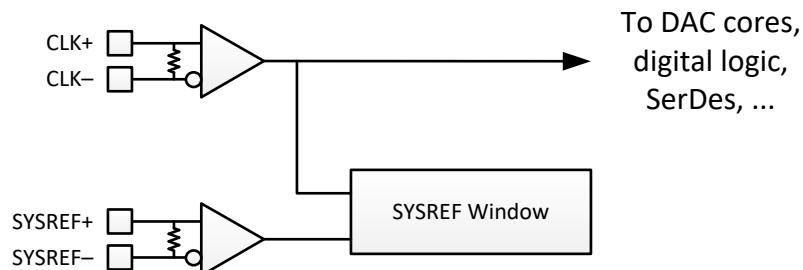 CLK+
CLK–
To DAC cores,
digital logic,
SerDes, ...
SYSREF+
SYSREF–
SYSREF Window